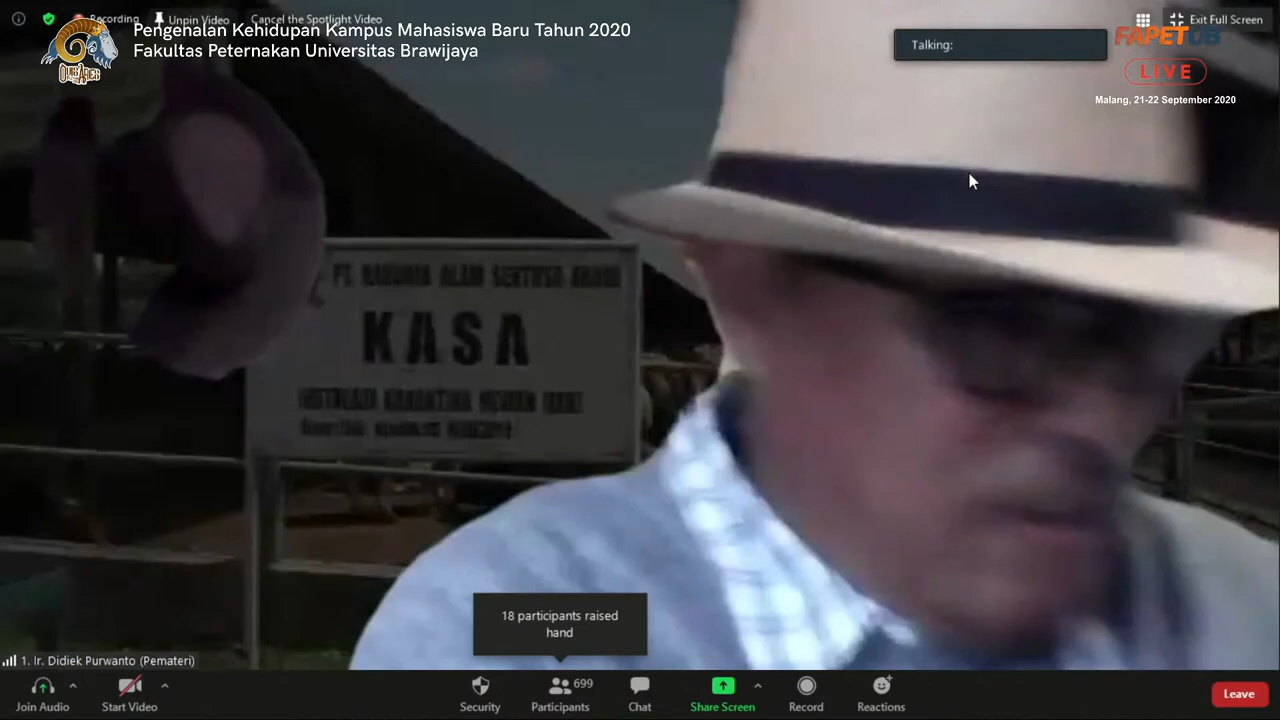 Recording
Unpin Video
Cancel the Spotlight Video
Exit Full Screen
Pengenalan Kehidupan Kampus Mahasiswa Baru Tahun 2020
Fakultas Peternakan Universitas Brawijaya
Talking:
FAPET UB
LIVE
Malang, 21-22 September 2020
KASA
18 participants raised
hand
1. Ir. Didiek Purwanto (Pemateri)
699
Join Audio
Start Video
Security
Participants
Chat
Share Screen
Record
Reactions
Leave